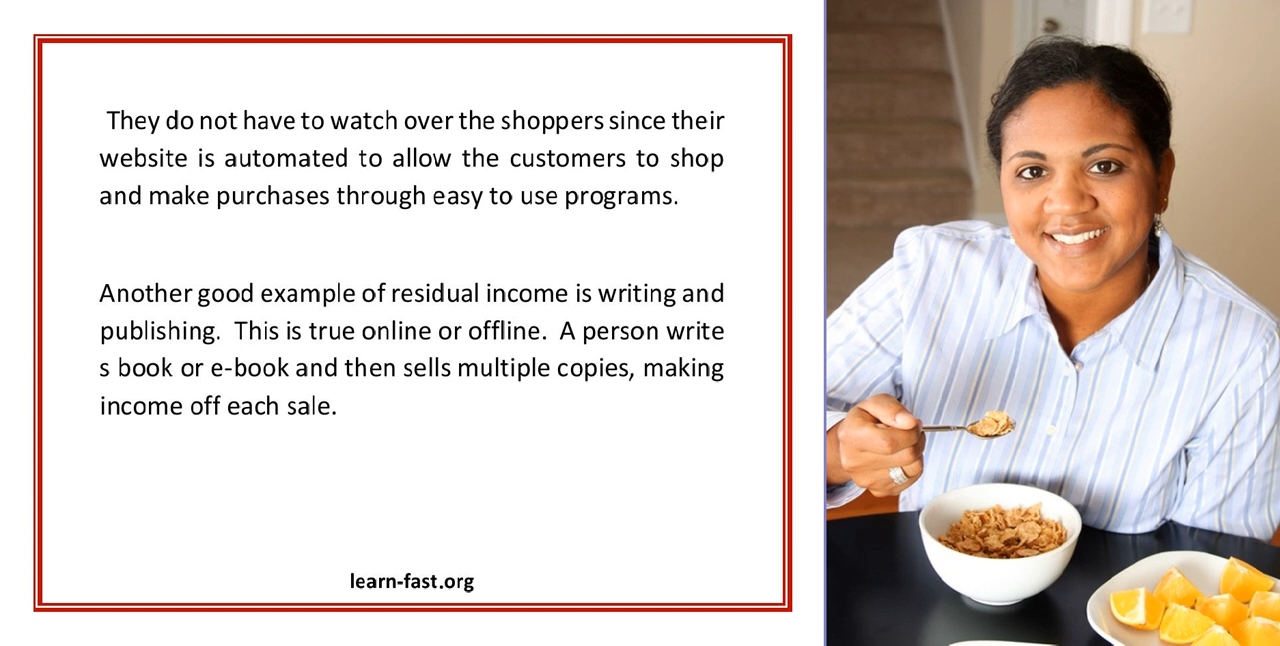 They do not have to watch over the shoppers since their
website is automated to allow the customers to shop
and make purchases through easy to use programs.
Another good example of residual income is writing and
publishing.  This is true online or offline.  A person write
s book or e-book and then sells multiple copies, making
income off each sale.
learn-fast.org